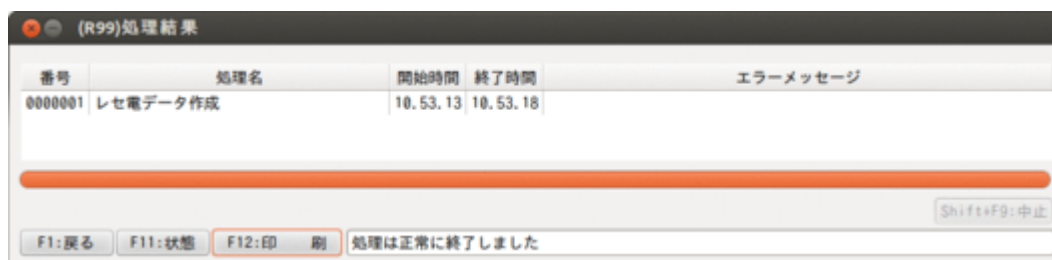 (R99)処理結果
番号 処理名 開始時間 終了時間 エラーメッセージ
0000001 レセ電データ作成 10.53.13 10.53.18
Shift+F9:中止
F1:戻る F11:状態 F12:印 刷 処理は正常に終了しました